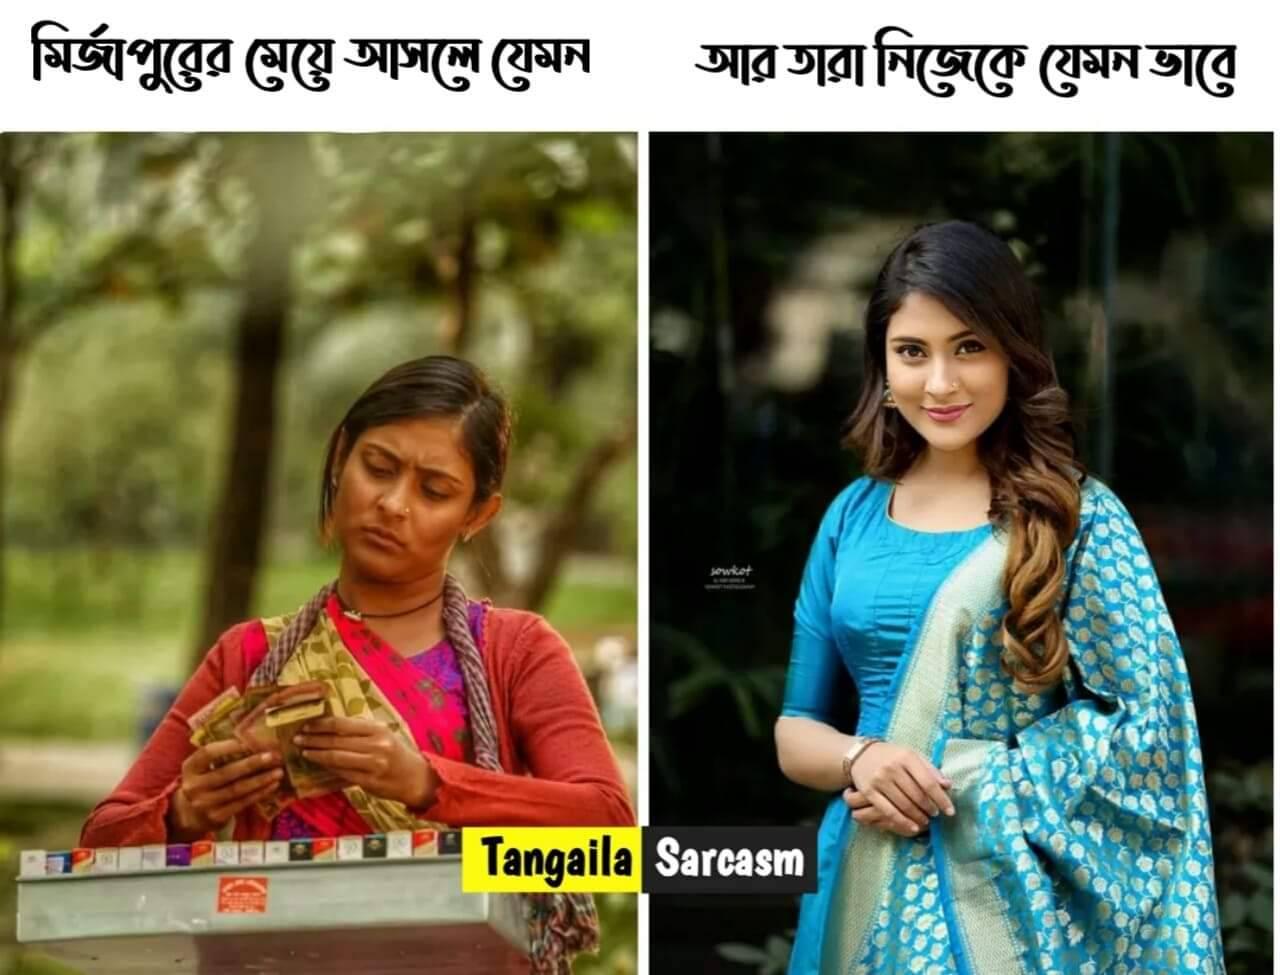 মির্জাপুরের মেয়ে আসলে যেমন
আর তারা নিজেকে যেমন ভাবে
sowkot
Tangaila Sarcasm